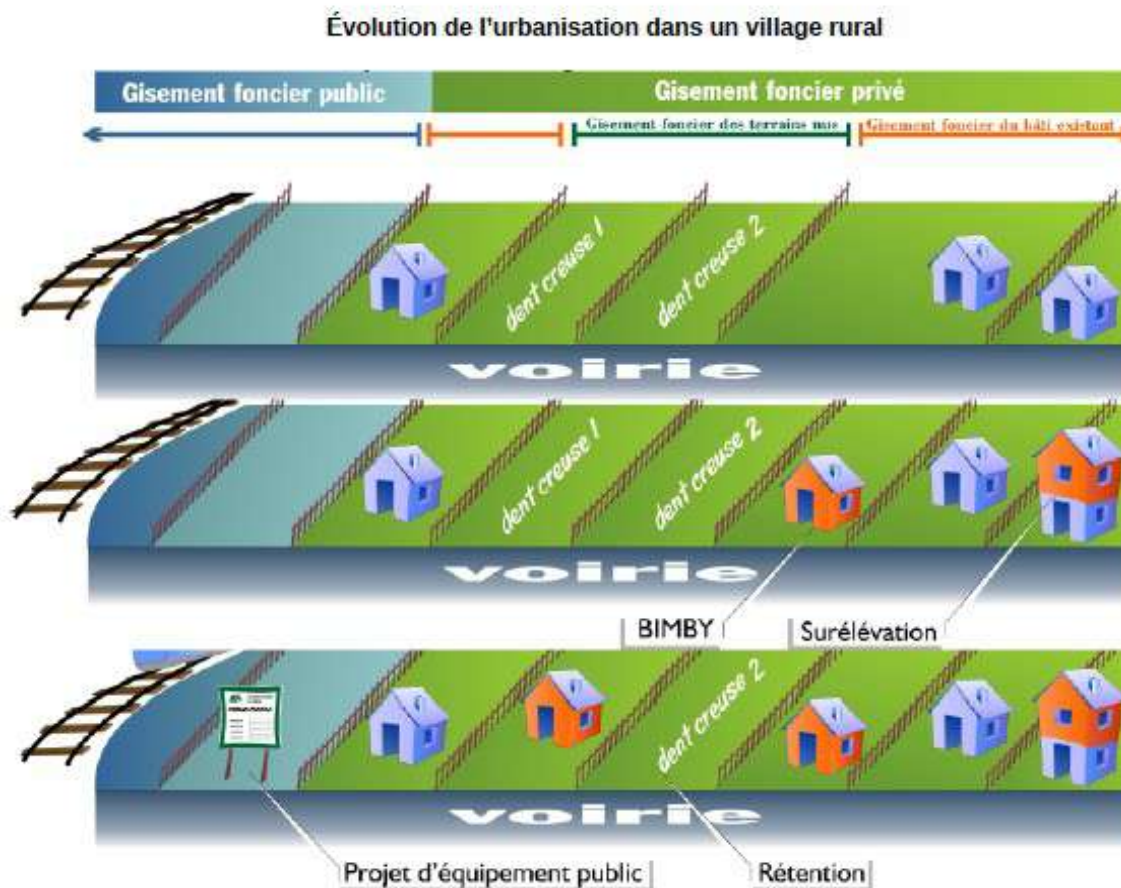 Évolution de l'urbanisation dans un village rural
Gisement foncier public
Gisement foncier privé
Gisement foncier des terrains nus
Gisement foncier du bâti existant
dent creuse 1
dent creuse 2
voirie
dent creuse 1
dent creuse 2
voirie
BIMBY
Surélévation
dent creuse 2
voirie
Projet d'équipement public
Rétention